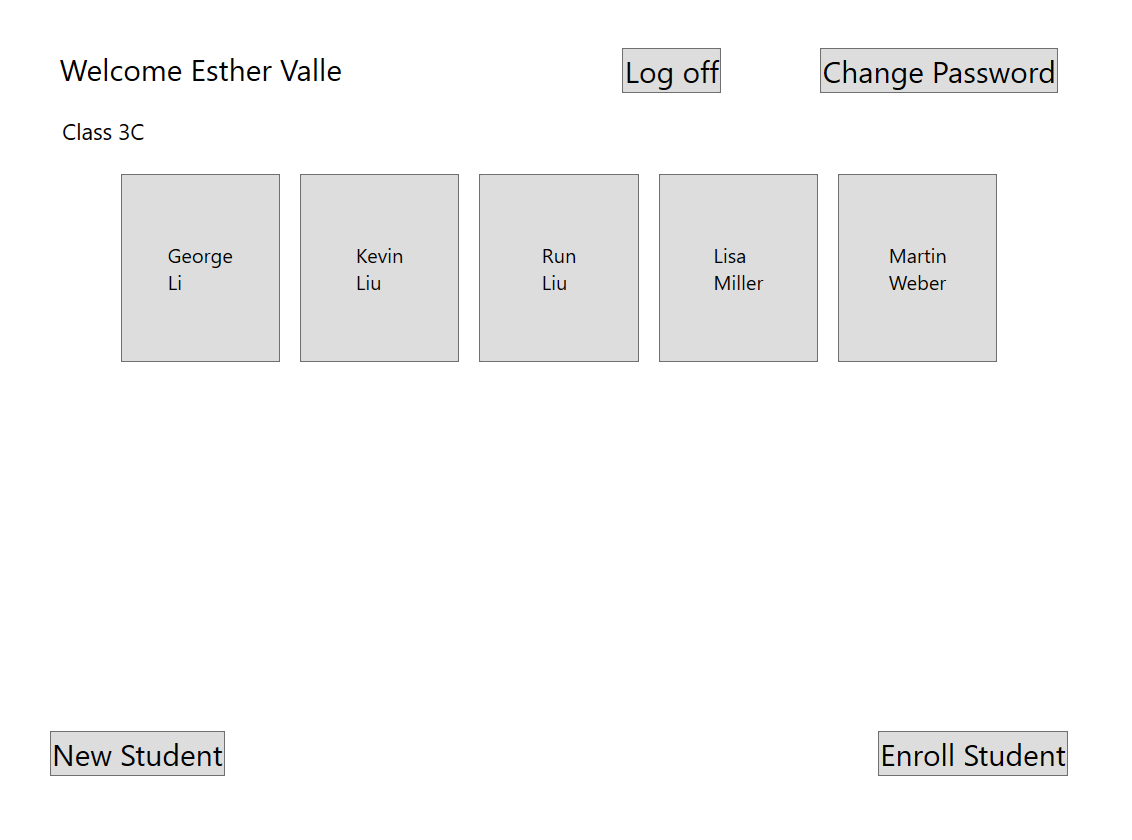 Welcome Esther Valle
Log off
Change Password
Class 3C
George
Li
Kevin
Liu
Run
Liu
Lisa
Miller
Martin
Weber
New Student
Enroll Student